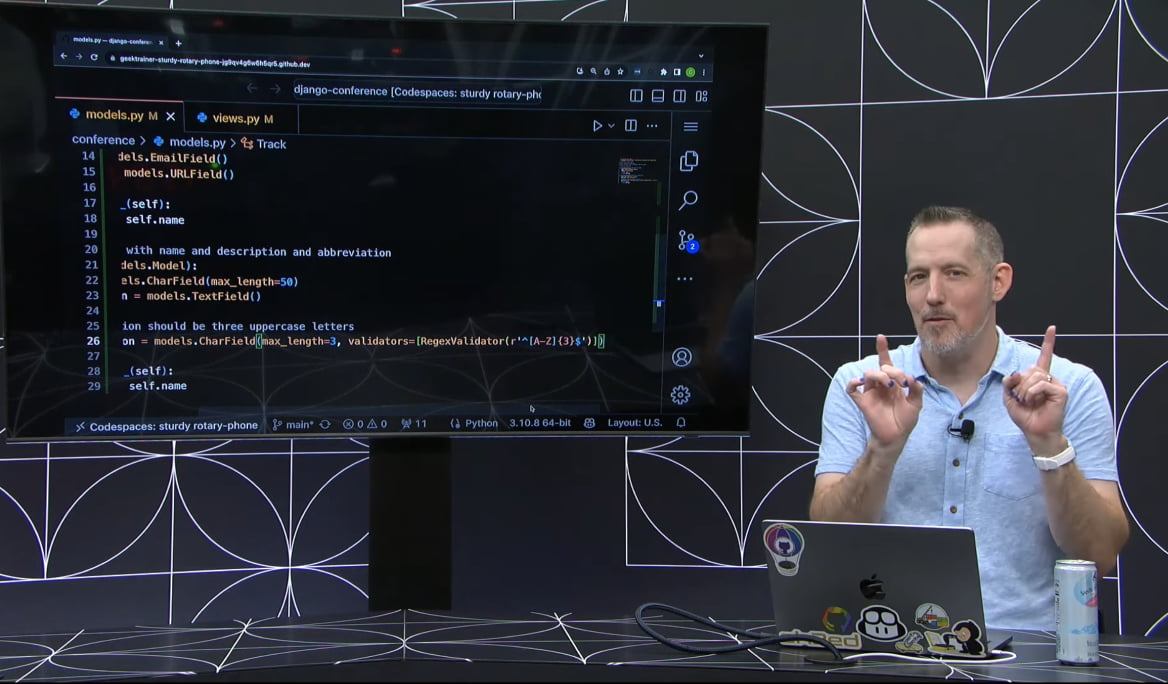 models.py — django-conferen
geektrainer-sturdy-rotary-phone-jg9qv4g6w6h5qr5.github.dev
django-conference [Codespaces: sturdy rotary-pho
models.py M
views.py M
conference > models.py > Track
14 dels.EmailField()
15 models.URLField()
16
17 _(self):
18 self.name
19
20 with name and description and abbreviation
21 dels.Model):
22 els.CharField(max_length=50)
23 n = models.TextField()
24
25 ion should be three uppercase letters
26 on = models.CharField(max_length=3, validators=[RegexValidator(r'^[A-Z]{3}$')])
27
28 _(self):
29 self.name
2
Codespaces: sturdy rotary-phone main* 0 0 11 Python 3.10.8 64-bit Layout: U.S.